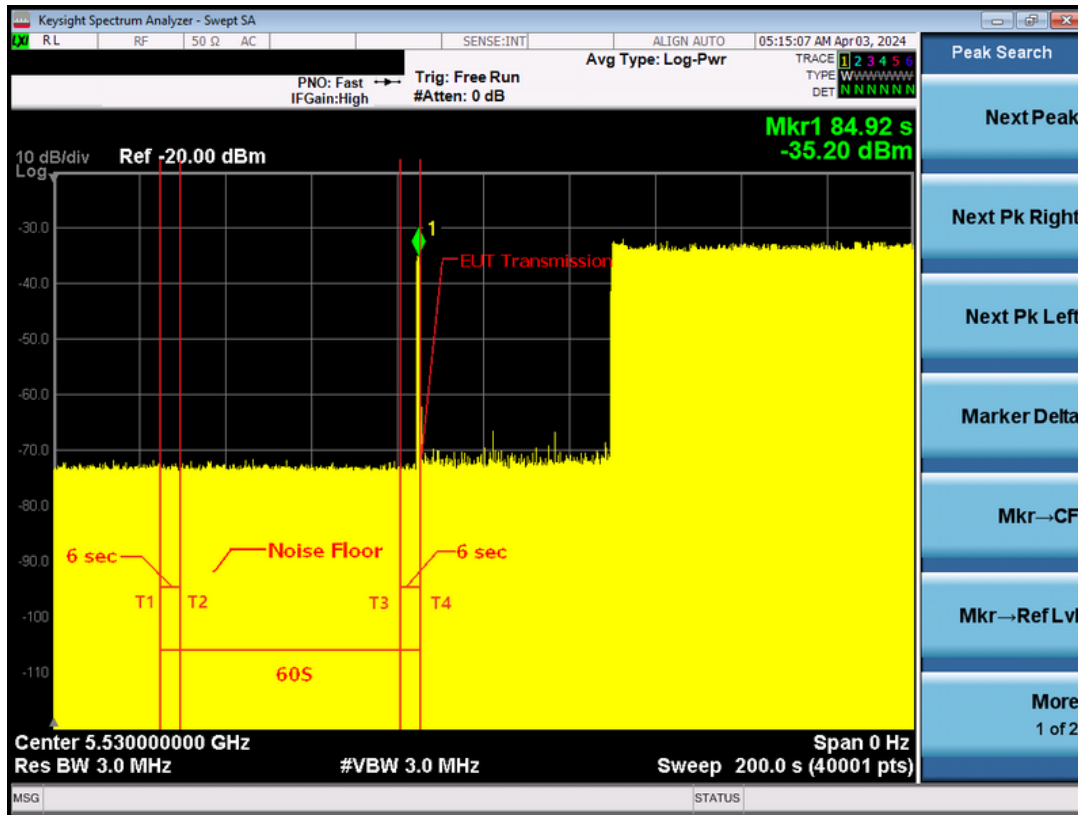 Keysight Spectrum Analyzer - Swept SA
LXI RL RF 50 Ω AC SENSE:INT ALIGN AUTO 05:15:07 AM Apr 03, 2024
Avg Type: Log-Pwr
TRACE 1 2 3 4 5 6
PNO: Fast Trig: Free Run
TYPE WWWWWW
IFGain:High #Atten: 0 dB
DET N N N N N N
Mkr1 84.92 s
-35.20 dBm
10 dB/div Ref -20.00 dBm
Log
-30.0
1
EUT Transmission
-40.0
-50.0
-60.0
-70.0
-80.0
-90.0
6 sec Noise Floor 6 sec
T1 T2 T3 T4
-100
-110
60S
Center 5.530000000 GHz Span 0 Hz
Res BW 3.0 MHz #VBW 3.0 MHz Sweep 200.0 s (40001 pts)
MSG STATUS
Peak Search
Next Peak
Next Pk Right
Next Pk Left
Marker Delta
Mkr→CF
Mkr→Ref Lvl
More
1 of 2